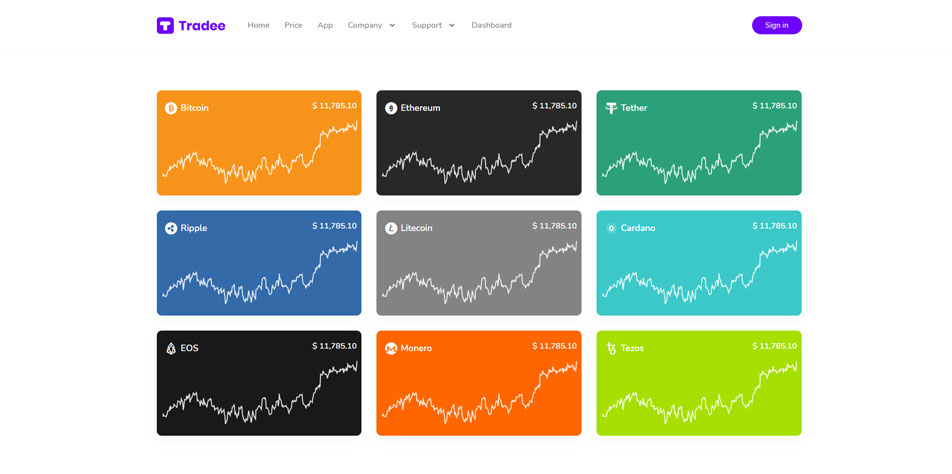 Tradee Home Price App Company Support Dashboard Sign in
Bitcoin $ 11,785.10 Ethereum $ 11,785.10 Tether $ 11,785.10
Ripple $ 11,785.10 Litecoin $ 11,785.10 Cardano $ 11,785.10
EOS $ 11,785.10 Monero $ 11,785.10 Tezos $ 11,785.10